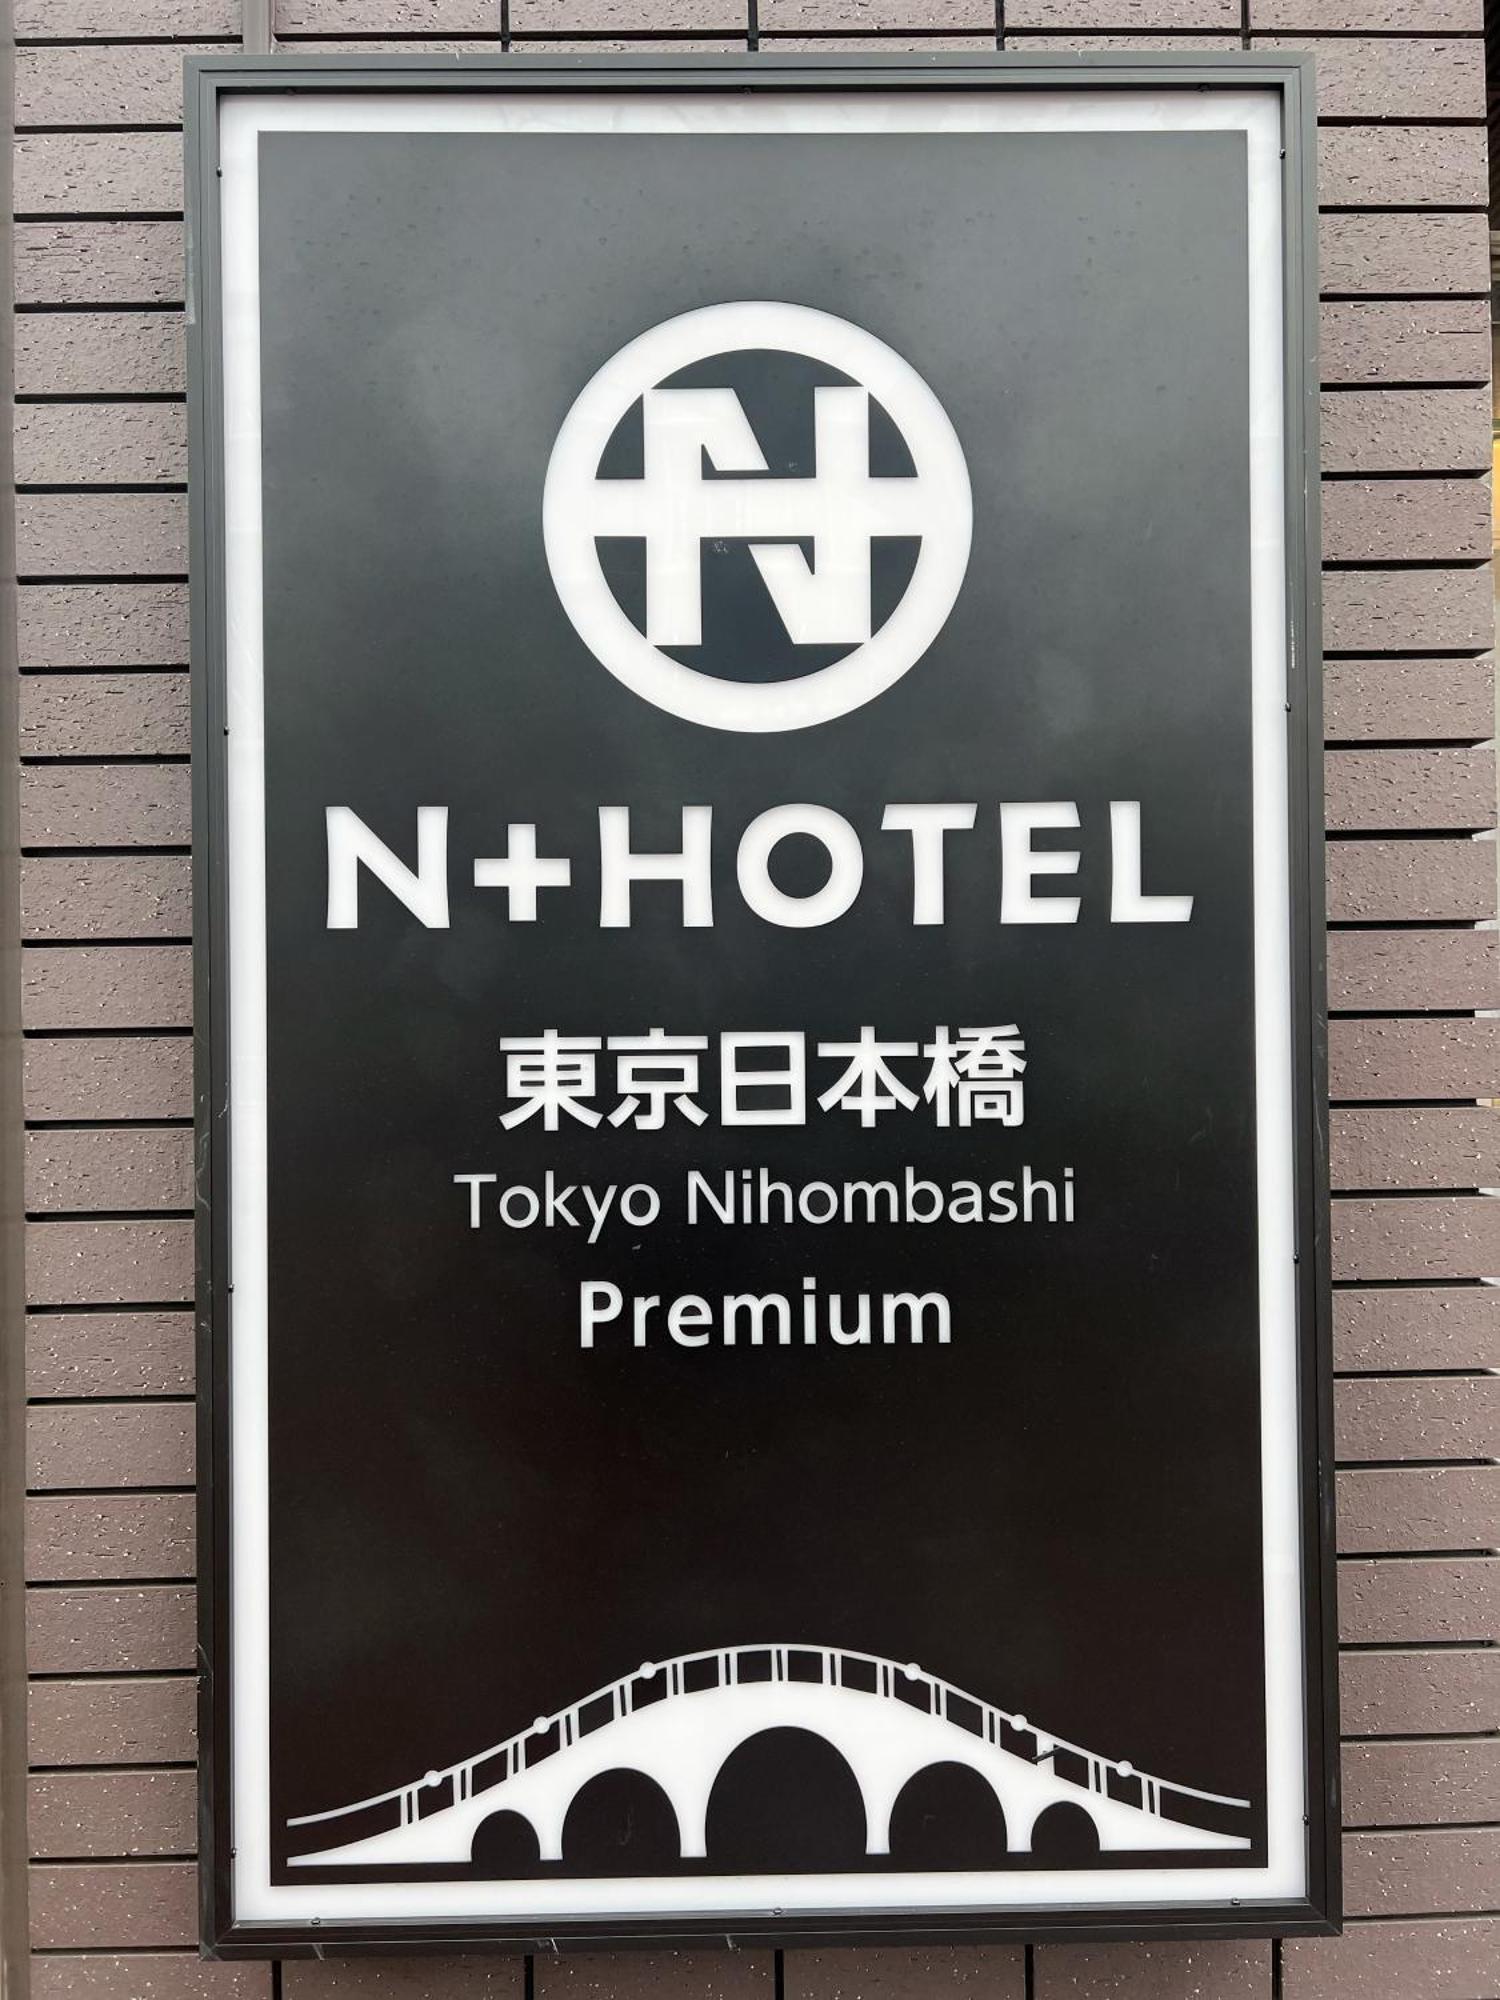 N
N+HOTEL
東京日本橋
Tokyo Nihombashi
Premium